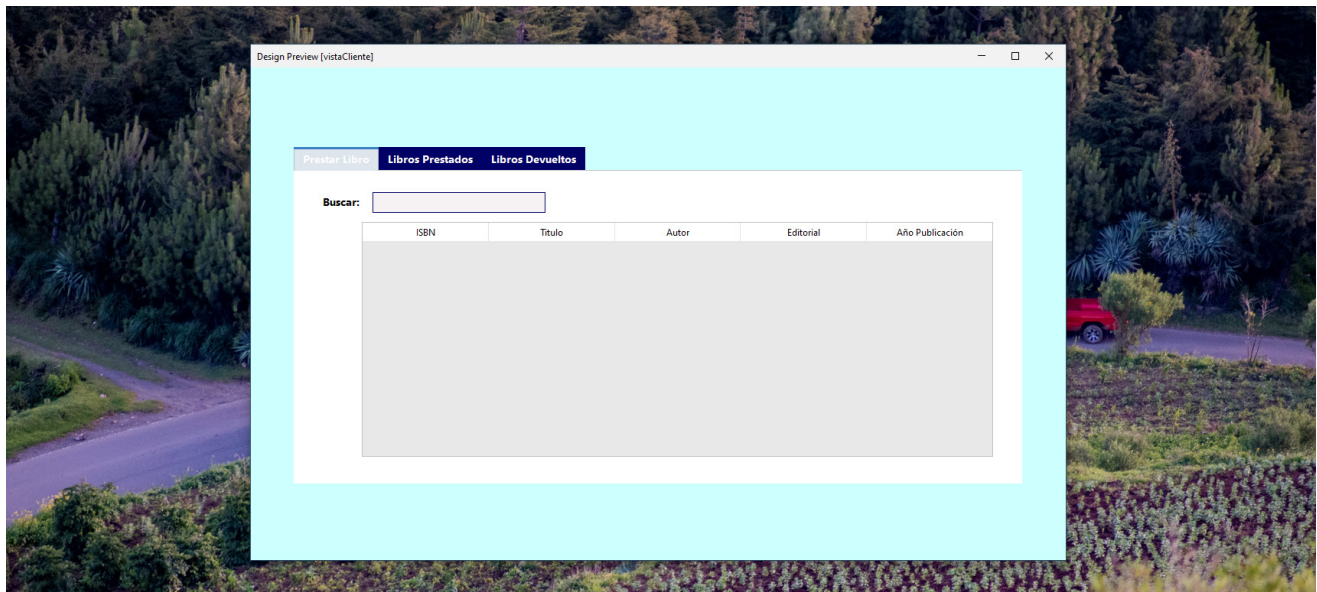 Design Preview [vistaCliente]
Prestar Libro Libros Prestados Libros Devueltos
Buscar:
ISBN Titulo Autor Editorial Año Publicación